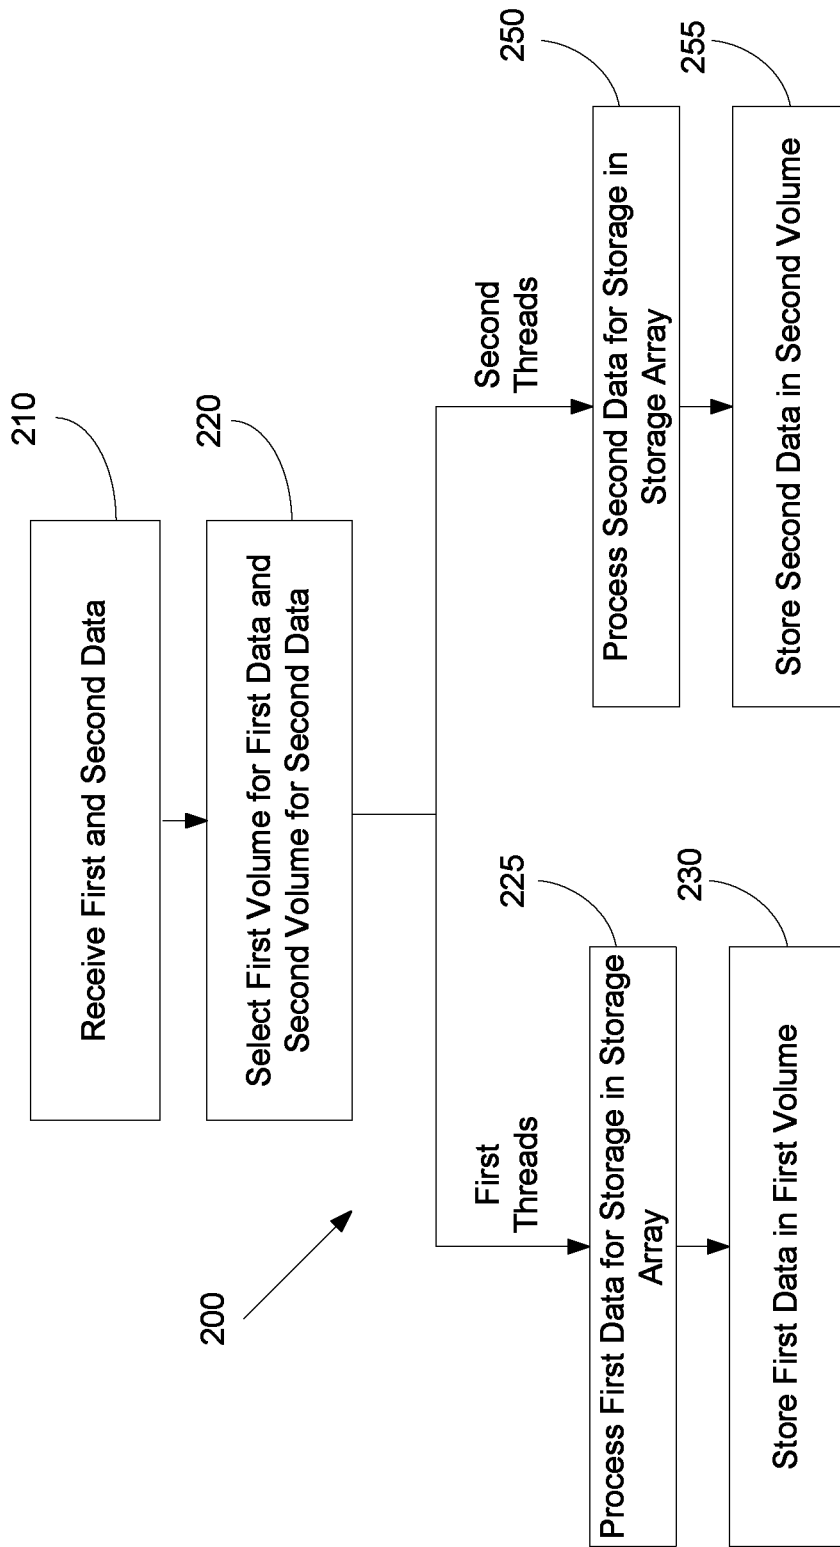 200
210
Receive First and Second Data
220
Select First Volume for First Data and
Second Volume for Second Data
First
Threads
Second
Threads
225
Process First Data for Storage in Storage
Array
230
Store First Data in First Volume
250
Process Second Data for Storage in
Storage Array
255
Store Second Data in Second Volume